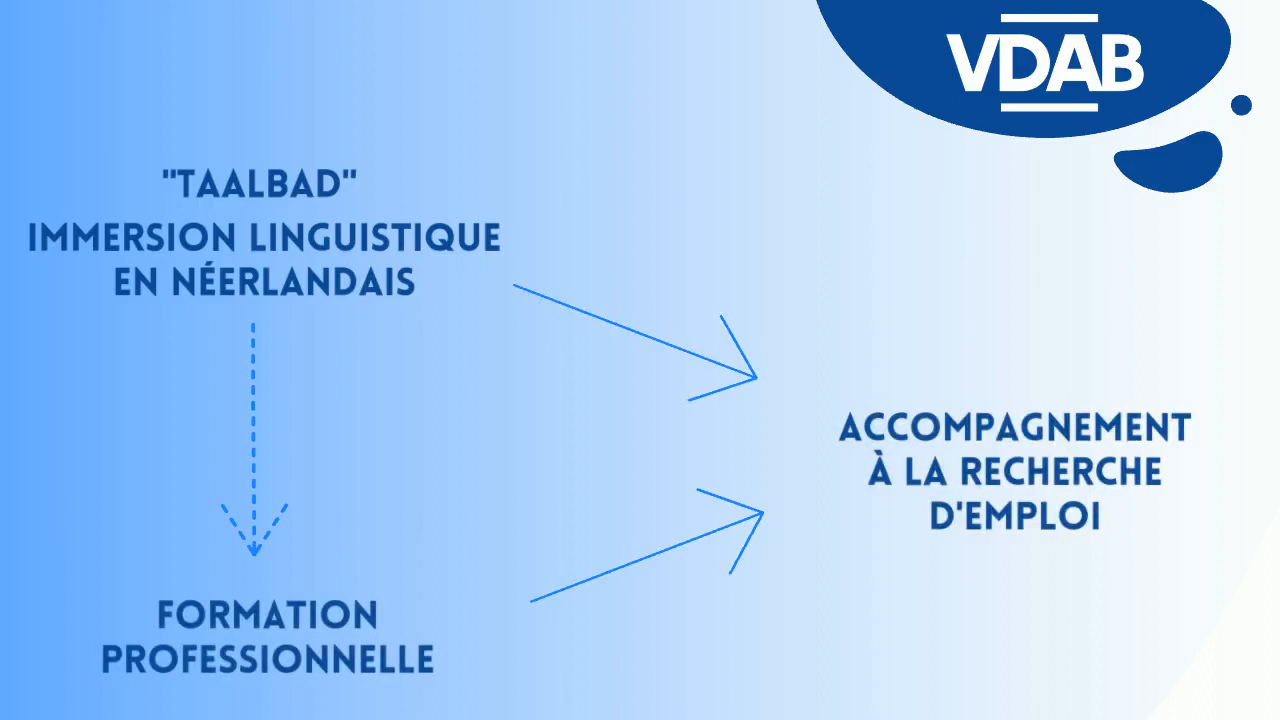 VDAB
"TAALBAD"
IMMERSION LINGUISTIQUE
EN NÉERLANDAIS
ACCOMPAGNEMENT
À LA RECHERCHE
D'EMPLOI
FORMATION
PROFESSIONNELLE